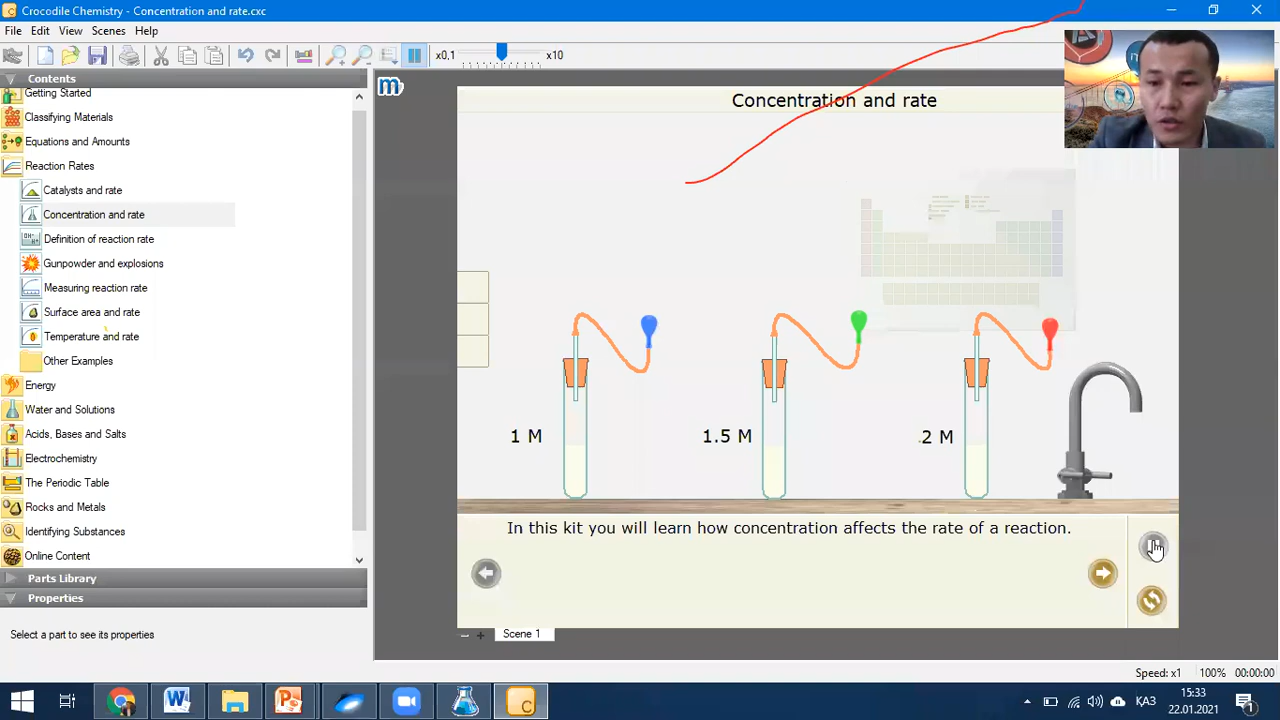 Crocodile Chemistry - Concentration and rate.cxc
File Edit View Scenes Help
x0.1 x10
Contents
Getting Started
Classifying Materials
Equations and Amounts
Reaction Rates
Catalysts and rate
Concentration and rate
Definition of reaction rate
Gunpowder and explosions
Measuring reaction rate
Surface area and rate
Temperature and rate
Other Examples
Energy
Water and Solutions
Acids, Bases and Salts
Electrochemistry
The Periodic Table
Rocks and Metals
Identifying Substances
Online Content
Parts Library
Properties
Select a part to see its properties
Concentration and rate
1 M
1.5 M
2 M
In this kit you will learn how concentration affects the rate of a reaction.
Scene 1
Speed: x1 100% 00:00:00
ҚАЗ
15:33
22.01.2021